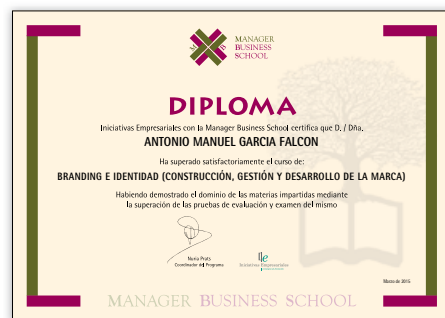 M B
MANAGER
BUSINESS
SCHOOL
DIPLOMA
Iniciativas Empresariales con la Manager Business School certifica que D. / Dña.
ANTONIO MANUEL GARCIA FALCON
Ha superado satisfactoriamente el curso de:
BRANDING E IDENTIDAD (CONSTRUCCIÓN, GESTIÓN Y DESARROLLO DE LA MARCA)
Habiendo demostrado el dominio de las materias impartidas mediante
la superación de las pruebas de evaluación y examen del mismo
Nuria Prats
Coordinador del Programa
Iniciativas Empresariales
Marzo de 2015
MANAGER BUSINESS SCHOOL